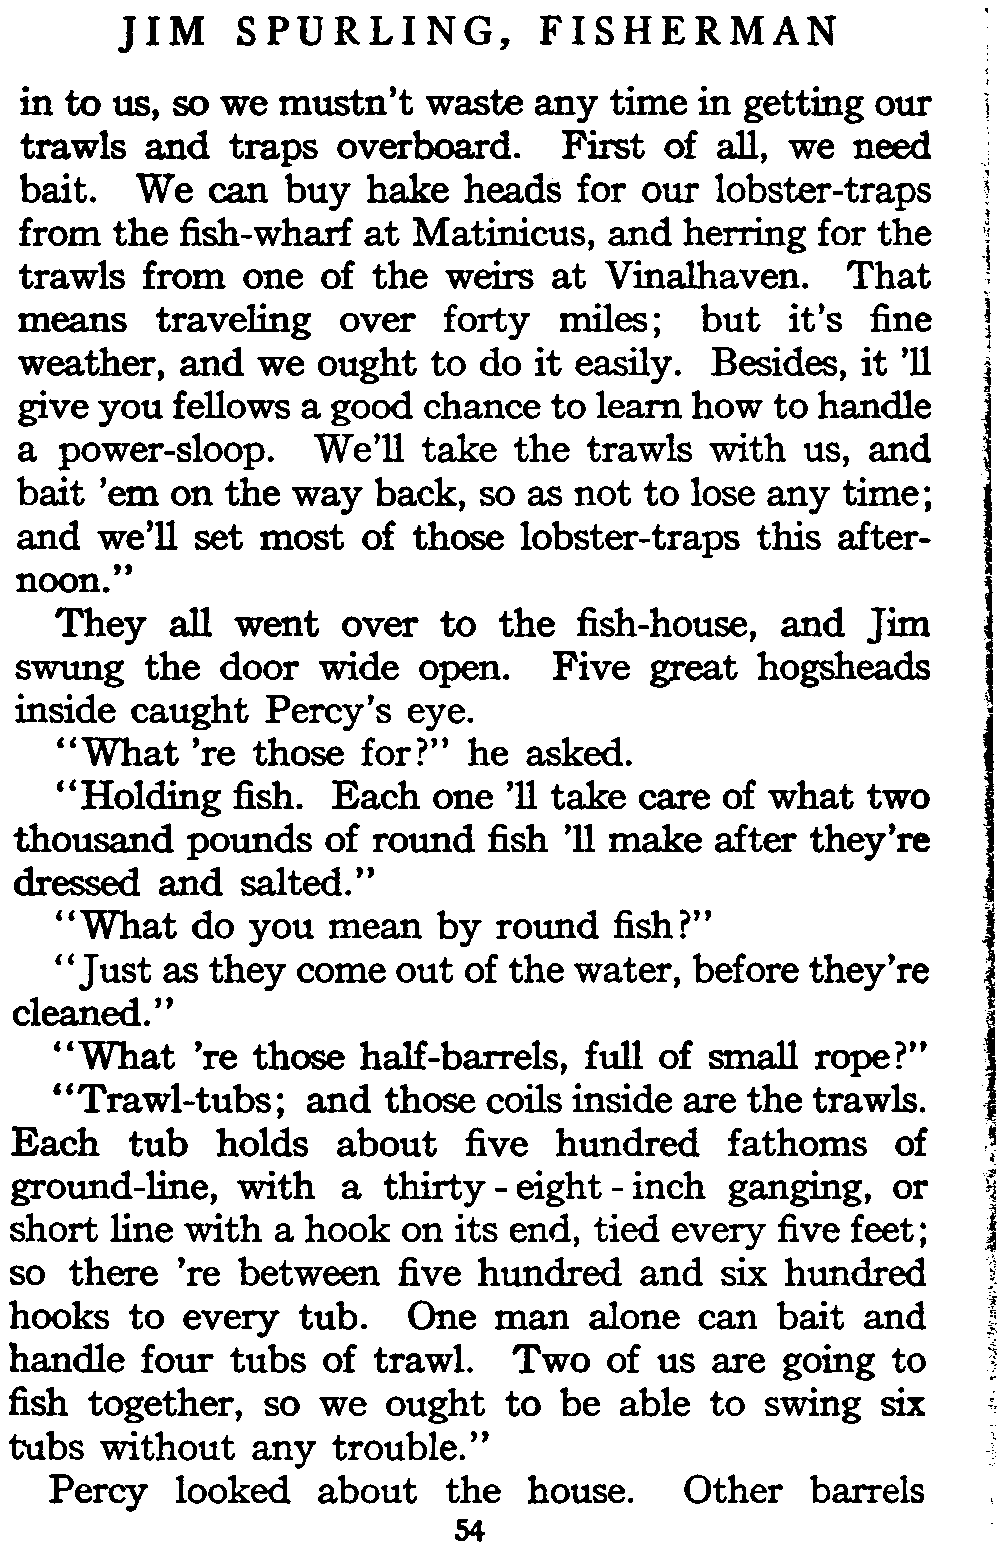 JIM SPURLING, FISHERMAN
in to us, so we mustn't waste any time in getting our
trawls and traps overboard. First of all, we need
bait. We can buy hake heads for our lobster-traps
from the fish-wharf at Matinicus, and herring for the
trawls from one of the weirs at Vinalhaven. That
means traveling over forty miles; but it's fine
weather, and we ought to do it easily. Besides, it 'll
give you fellows a good chance to learn how to handle
a power-sloop. We'll take the trawls with us, and
bait 'em on the way back, so as not to lose any time;
and we'll set most of those lobster-traps this after-
noon."
They all went over to the fish-house, and Jim
swung the door wide open. Five great hogsheads
inside caught Percy's eye.
"What 're those for?" he asked.
"Holding fish. Each one 'll take care of what two
thousand pounds of round fish 'll make after they're
dressed and salted."
"What do you mean by round fish?"
"Just as they come out of the water, before they're
cleaned."
"What 're those half-barrels, full of small rope?"
"Trawl-tubs; and those coils inside are the trawls.
Each tub holds about five hundred fathoms of
ground-line, with a thirty-eight-inch ganging, or
short line with a hook on its end, tied every five feet;
so there 're between five hundred and six hundred
hooks to every tub. One man alone can bait and
handle four tubs of trawl. Two of us are going to
fish together, so we ought to be able to swing six
tubs without any trouble."
Percy looked about the house. Other barrels
54